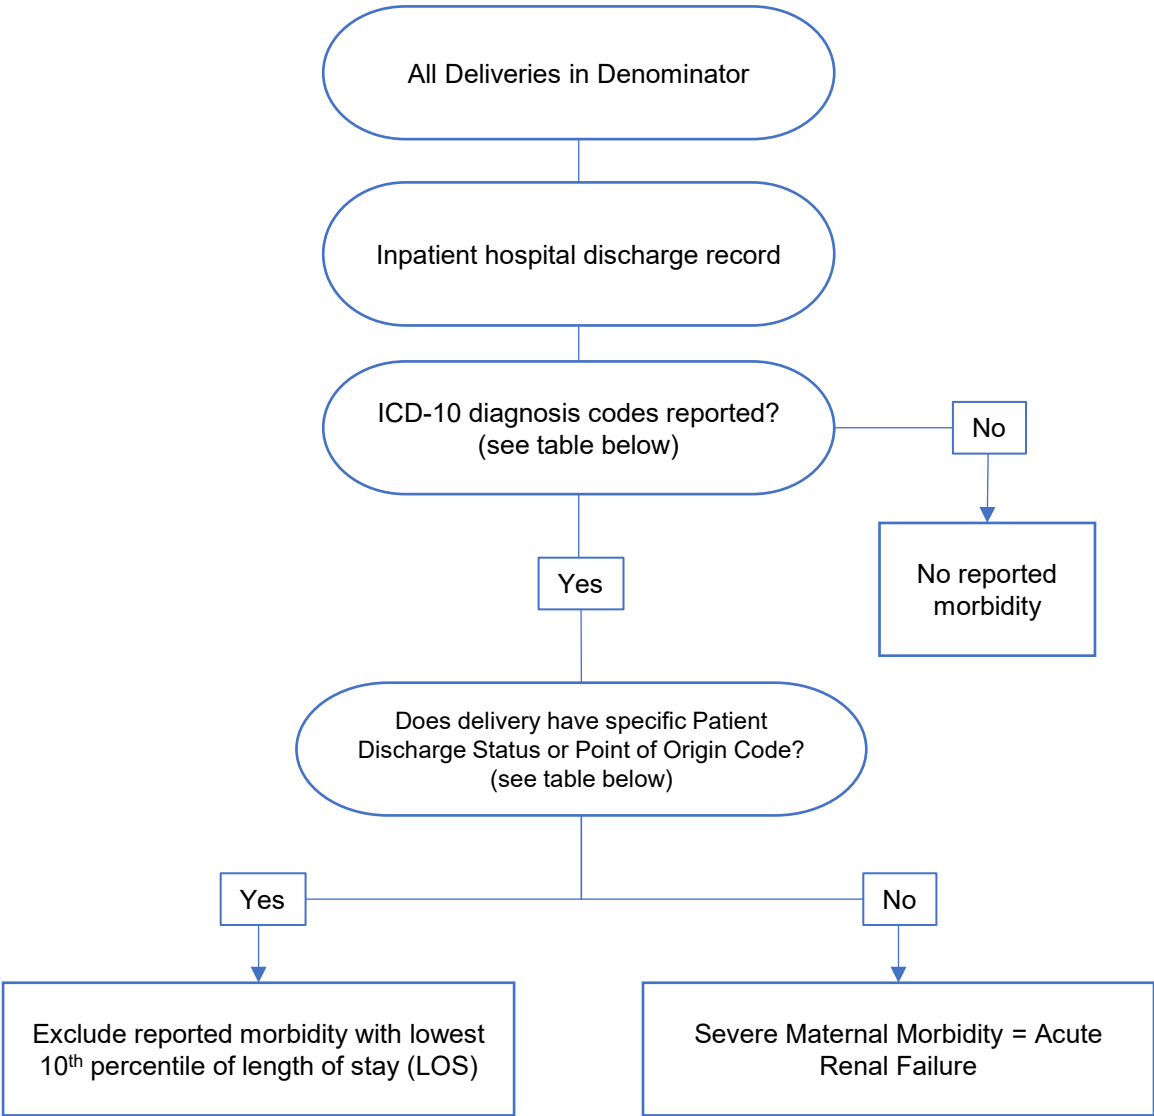 All Deliveries in Denominator
Inpatient hospital discharge record
ICD-10 diagnosis codes reported?
(see table below)
No
No reported
morbidity
Yes
Does delivery have specific Patient
Discharge Status or Point of Origin Code?
(see table below)
Yes
No
Exclude reported morbidity with lowest
10th percentile of length of stay (LOS)
Severe Maternal Morbidity = Acute
Renal Failure